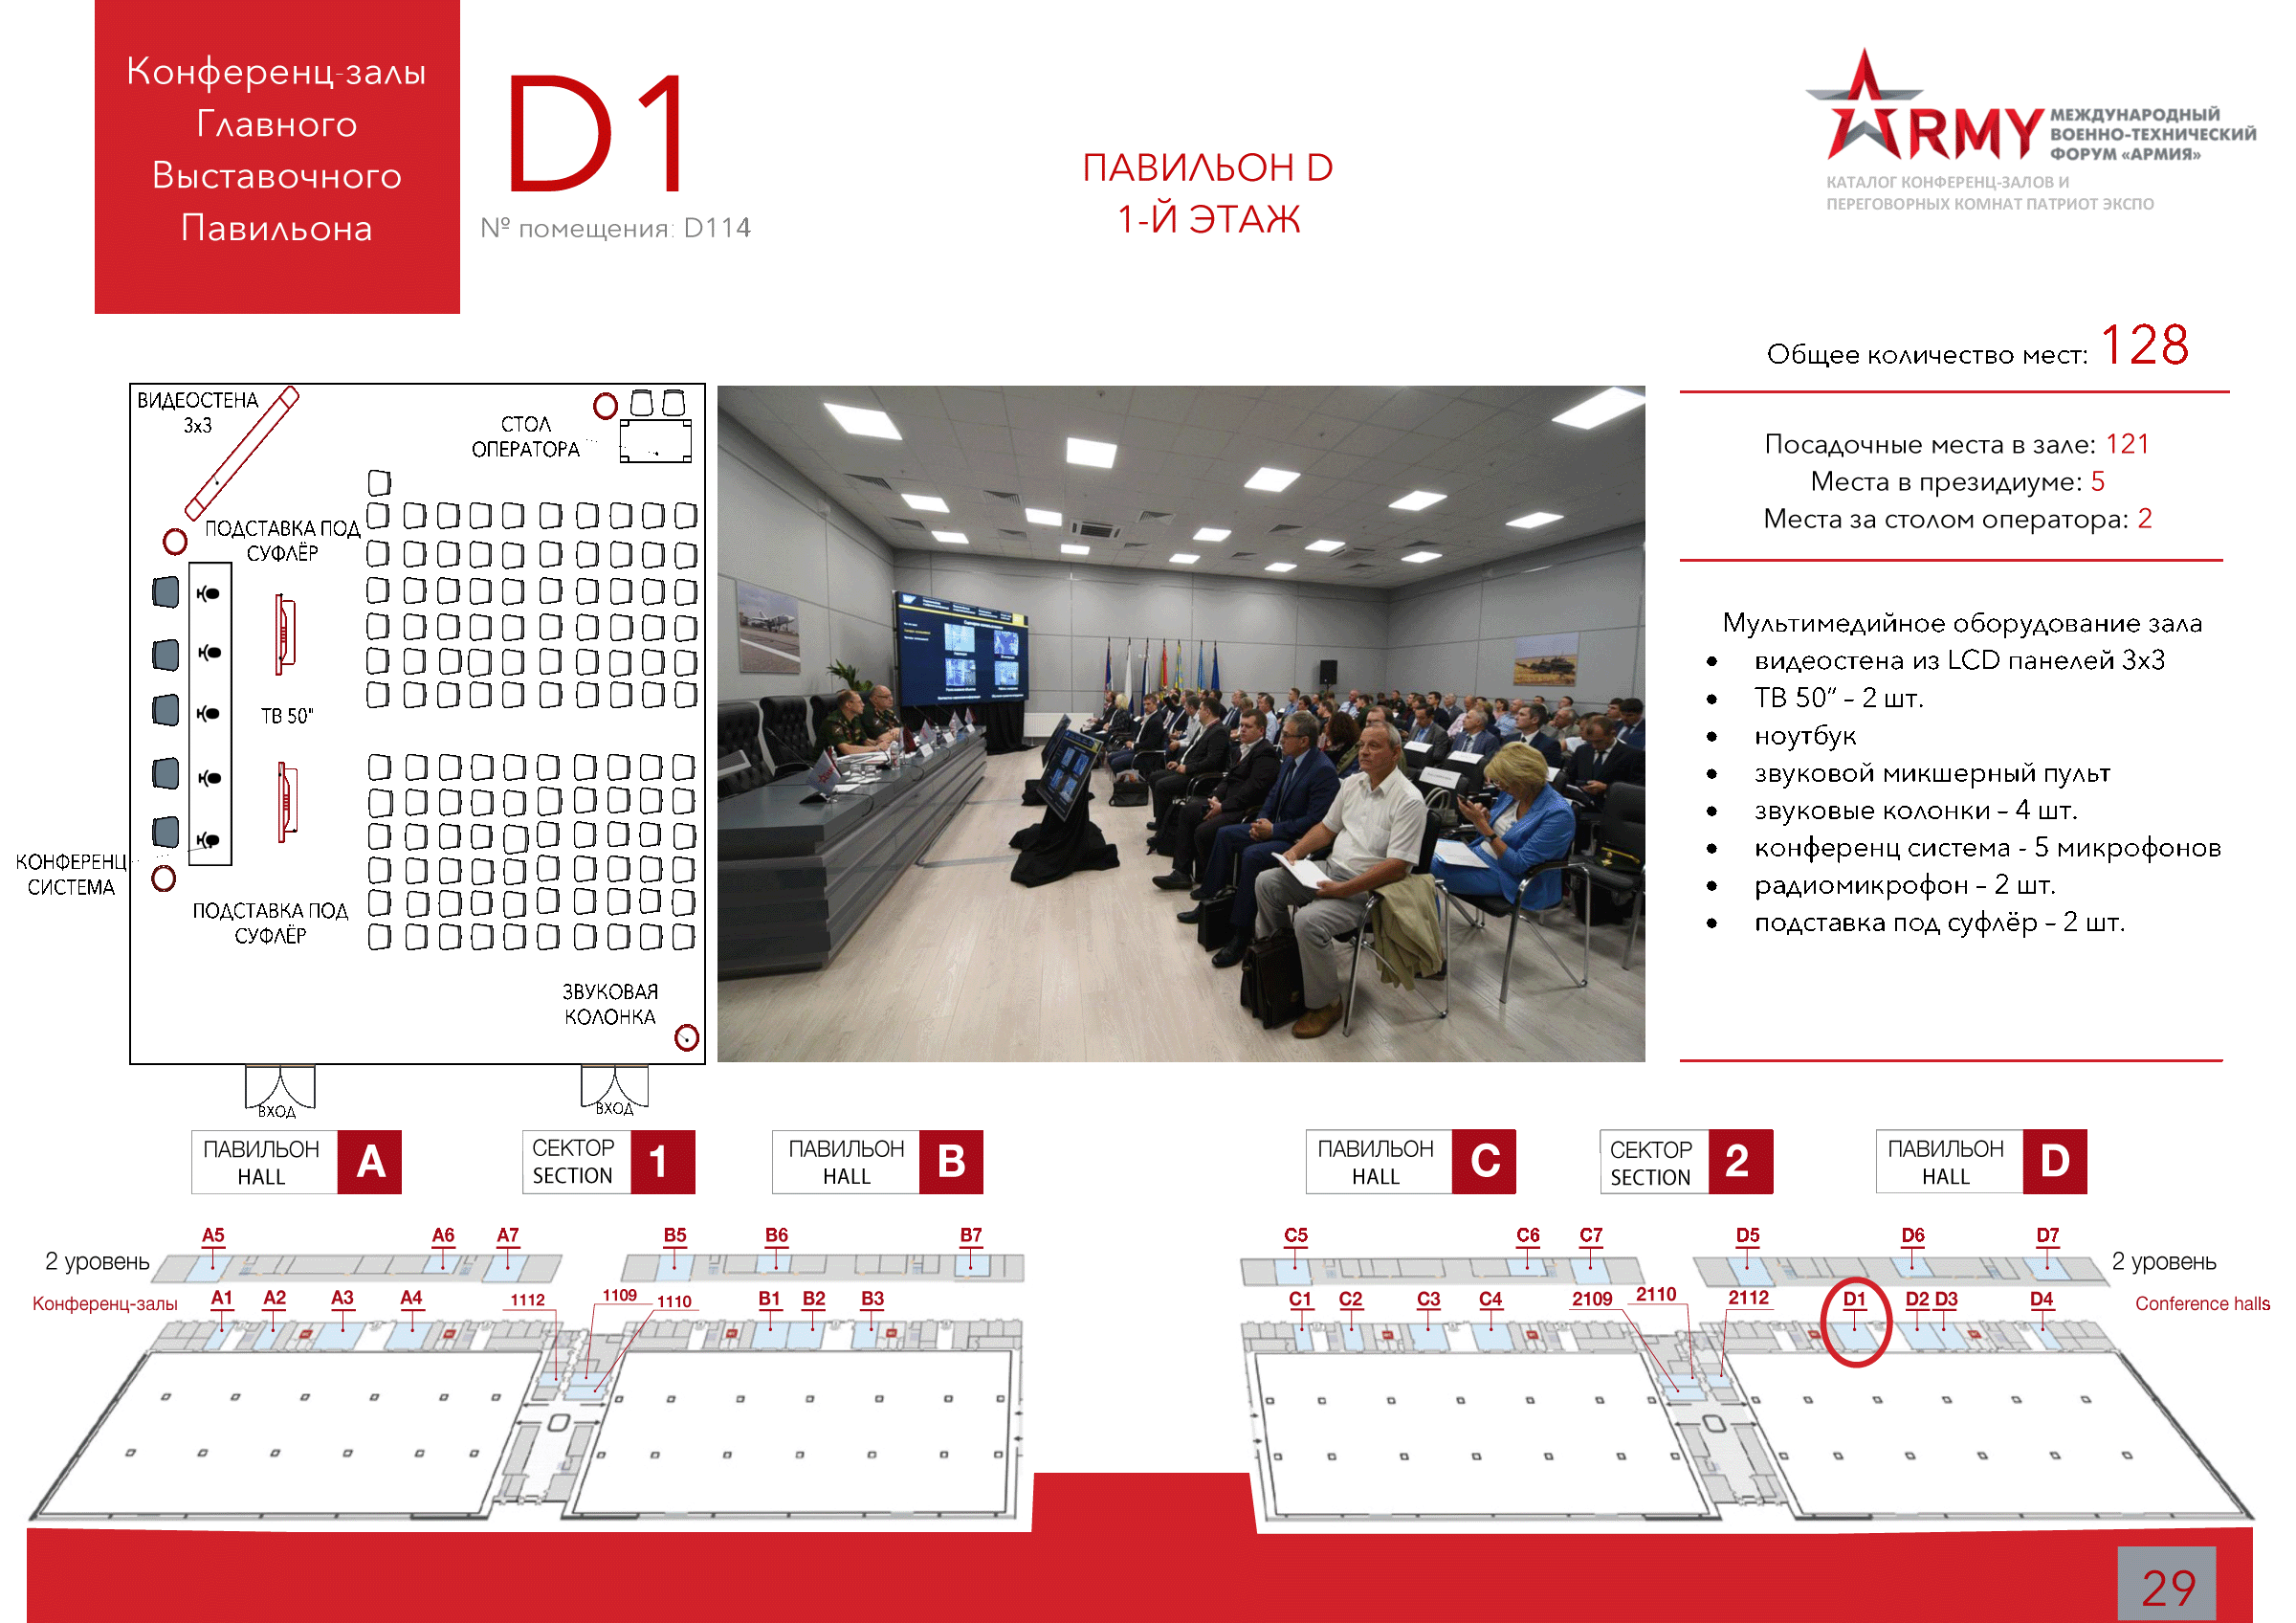 Конференц-залы
Главного
Выставочного
Павильона
D1
№ помещения: D114
ПАВИЛЬОН D
1-Й ЭТАЖ
ARMY
МЕЖДУНАРОДНЫЙ
ВОЕННО-ТЕХНИЧЕСКИЙ
ФОРУМ «АРМИЯ»
КАТАЛОГ КОНФЕРЕНЦ-ЗАЛОВ И
ПЕРЕГОВОРНЫХ КОМНАТ ПАТРИОТ ЭКСПО
Общее количество мест: 128
Посадочные места в зале: 121
Места в президиуме: 5
Места за столом оператора: 2
Мультимедийное оборудование зала
• видеостена из LCD панелей 3х3
• ТВ 50” – 2 шт.
• ноутбук
• звуковой микшерный пульт
• звуковые колонки – 4 шт.
• конференц система - 5 микрофонов
• радиомикрофон – 2 шт.
• подставка под суфлёр – 2 шт.
ВИДЕОСТЕНА
3х3
СТОЛ
ОПЕРАТОРА
ПОДСТАВКА ПОД
СУФЛЁР
ТВ 50"
КОНФЕРЕНЦ
СИСТЕМА
ПОДСТАВКА ПОД
СУФЛЁР
ЗВУКОВАЯ
КОЛОНКА
ВХОД
ВХОД
ПАВИЛЬОН
HALL
A
СЕКТОР
SECTION
1
ПАВИЛЬОН
HALL
B
ПАВИЛЬОН
HALL
C
СЕКТОР
SECTION
2
ПАВИЛЬОН
HALL
D
2 уровень
A5 A6 A7 B5 B6 B7 C5 C6 C7 D5 D6 D7
2 уровень
Конференц-залы
A1 A2 A3 A4 1112 1109 1110 B1 B2 B3 C1 C2 C3 C4 2109 2110 2112 D1 D2 D3 D4
Conference halls
29